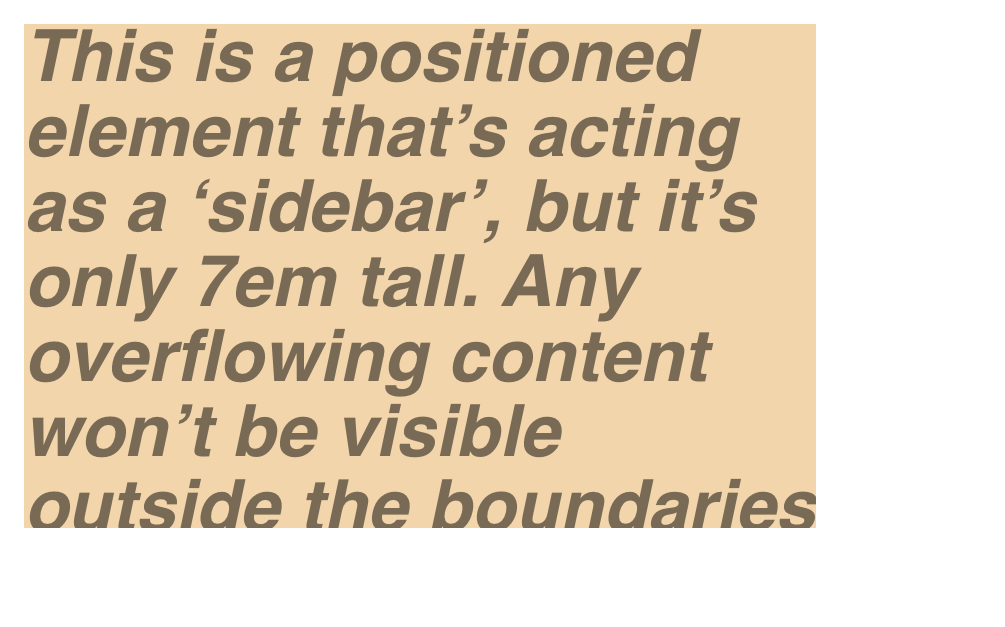 This is a positioned
element that’s acting
as a ‘sidebar’, but it’s
only 7em tall. Any
overflowing content
won’t be visible
outside the boundaries